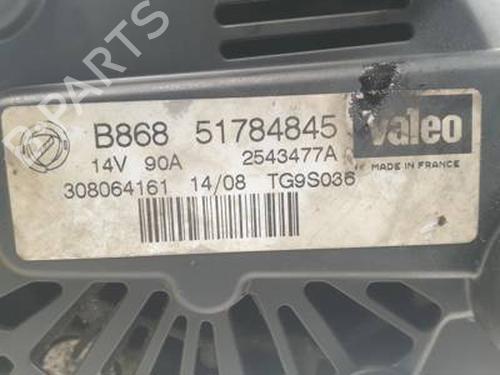 B-PARTS
B868 51784845 valeo
14V 90A 2543477A MADE IN FRANCE
308064161 14/08 TG9S036